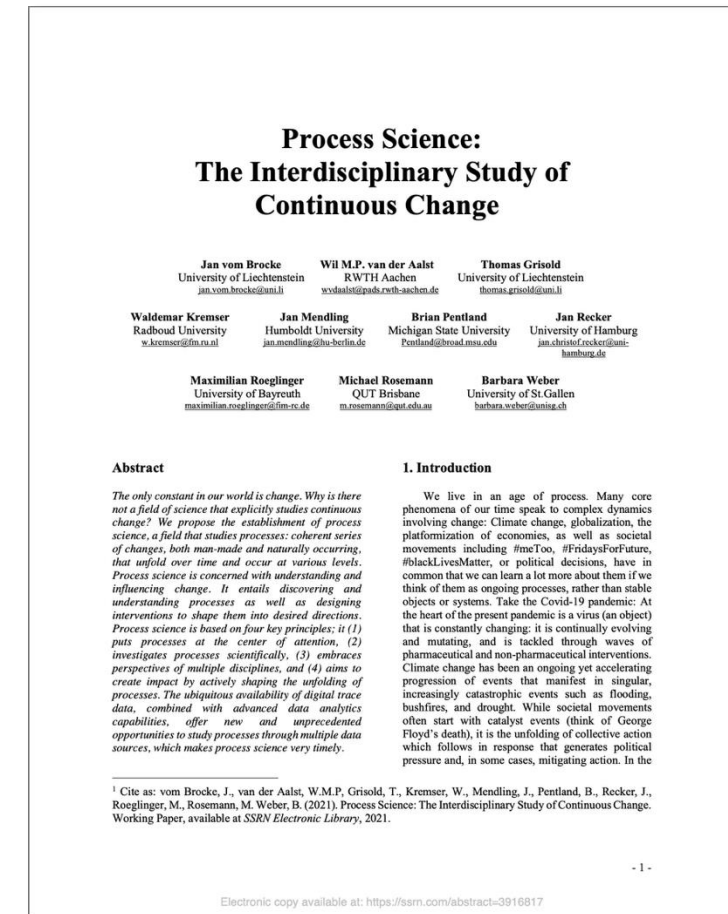 Process Science:
The Interdisciplinary Study of
Continuous Change
Jan vom Brocke
University of Liechtenstein
jan.vom.brocke@uni.li
Wil M.P. van der Aalst
RWTH Aachen
wvdaalst@pads.rwth-aachen.de
Thomas Grisold
University of Liechtenstein
thomas.grisold@uni.li
Waldemar Kremser
Radboud University
w.kremser@fm.ru.nl
Jan Mendling
Humboldt University
jan.mendling@hu-berlin.de
Brian Pentland
Michigan State University
Pentland@broad.msu.edu
Jan Recker
University of Hamburg
jan.christof.recker@uni-
hamburg.de
Maximilian Roeglinger
University of Bayreuth
maximilian.roeglinger@fim-rc.de
Michael Rosemann
QUT Brisbane
m.rosemann@qut.edu.au
Barbara Weber
University of St.Gallen
barbara.weber@unisg.ch
Abstract
The only constant in our world is change. Why is there
not a field of science that explicitly studies continuous
change? We propose the establishment of process
science, a field that studies processes: coherent series
of changes, both man-made and naturally occurring,
that unfold over time and occur at various levels.
Process science is concerned with understanding and
influencing change. It entails discovering and
understanding processes as well as designing
interventions to shape them into desired directions.
Process science is based on four key principles; it (1)
puts processes at the center of attention, (2)
investigates processes scientifically, (3) embraces
perspectives of multiple disciplines, and (4) aims to
create impact by actively shaping the unfolding of
processes. The ubiquitous availability of digital trace
data, combined with advanced data analytics
capabilities, offer new and unprecedented
opportunities to study processes through multiple data
sources, which makes process science very timely.
1. Introduction
We live in an age of process. Many core
phenomena of our time speak to complex dynamics
involving change: Climate change, globalization, the
platformization of economies, as well as societal
movements including #meToo, #FridaysForFuture,
#blackLivesMatter, or political decisions, have in
common that we can learn a lot more about them if we
think of them as ongoing processes, rather than stable
objects or systems. Take the Covid-19 pandemic: At
the heart of the present pandemic is a virus (an object)
that is constantly changing: it is continually evolving
and mutating, and is tackled through waves of
pharmaceutical and non-pharmaceutical interventions.
Climate change has been an ongoing yet accelerating
progression of events that manifest in singular,
increasingly catastrophic events such as flooding,
bushfires, and drought. While societal movements
often start with catalyst events (think of George
Floyd's death), it is the unfolding of collective action
which follows in response that generates political
pressure and, in some cases, mitigating action. In the
1 Cite as: vom Brocke, J., van der Aalst, W.M.P, Grisold, T., Kremser, W., Mendling, J., Pentland, B., Recker, J.,
Roeglinger, M., Rosemann, M. Weber, B. (2021). Process Science: The Interdisciplinary Study of Continuous Change.
Working Paper, available at SSRN Electronic Library, 2021.
- 1 -
Electronic copy available at: https://ssrn.com/abstract=3916817